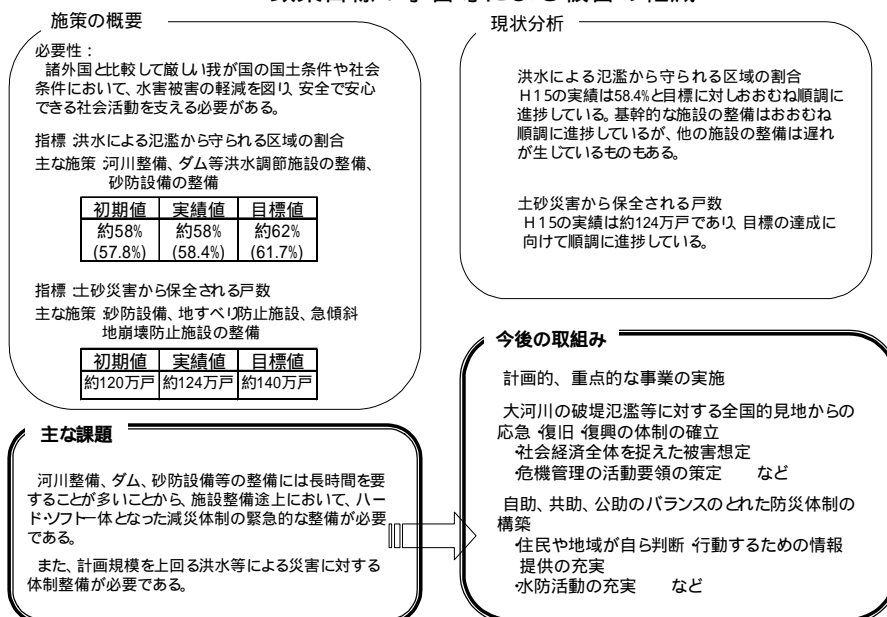 施策の概要
必要性：
諸外国と比較して厳しい我が国の国土条件や社会
条件において、水害被害の軽減を図り、安全で安心
できる社会活動を支える必要がある。
指標：洪水による氾濫から守られる区域の割合
主な施策：河川整備、ダム等洪水調節施設の整備、
砂防設備の整備
初期値 実績値 目標値
約58% 約58% 約62%
(57.8%) (58.4%) (61.7%)
指標：土砂災害から保全される戸数
主な施策：砂防設備、地すべり防止施設、急傾斜
地崩壊防止施設の整備
初期値 実績値 目標値
約120万戸 約124万戸 約140万戸
主な課題
河川整備、ダム、砂防設備等の整備には長時間を要
することが多いことから、施設整備途上において、ハー
ド・ソフト一体となった減災体制の緊急的な整備が必要
である。
また、計画規模を上回る洪水等による災害に対する
体制整備が必要である。
現状分析
洪水による氾濫から守られる区域の割合
H15の実績は58.4%と目標に対しおおむね順調に
進捗している。基幹的な施設の整備はおおむね
順調に進捗しているが、他の施設の整備は遅れ
が生じているものもある。
土砂災害から保全される戸数
H15の実績は約124万戸であり、目標の達成に
向けて順調に進捗している。
今後の取組み
計画的、重点的な事業の実施
大河川の破堤氾濫等に対する全国的見地からの
応急・復旧・復興の体制の確立
・社会経済全体を捉えた被害想定
・危機管理の活動要領の策定 など
自助、共助、公助のバランスのとれた防災体制の
構築
・住民や地域が自ら判断・行動するための情報
提供の充実
・水防活動の充実 など